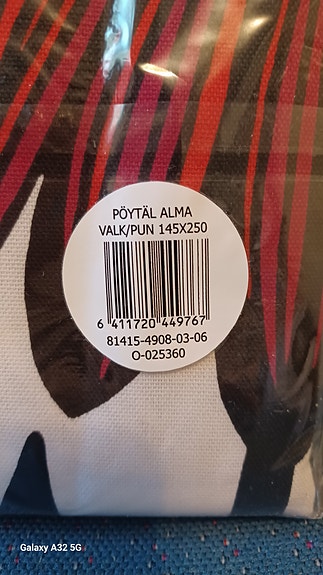 PÖYTÄL ALMA
VALK/PUN 145X250
6 411720 449767
81415-4908-03-06
O-025360
Galaxy A32 5G